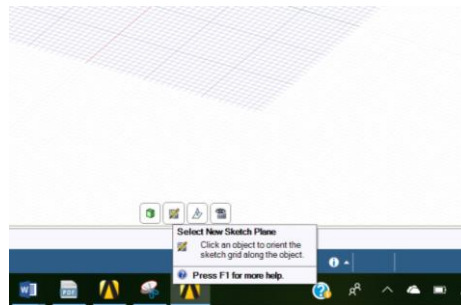 Select New Sketch Plane
Click an object to orient the
sketch grid along the object.
Press F1 for more help.
PDF